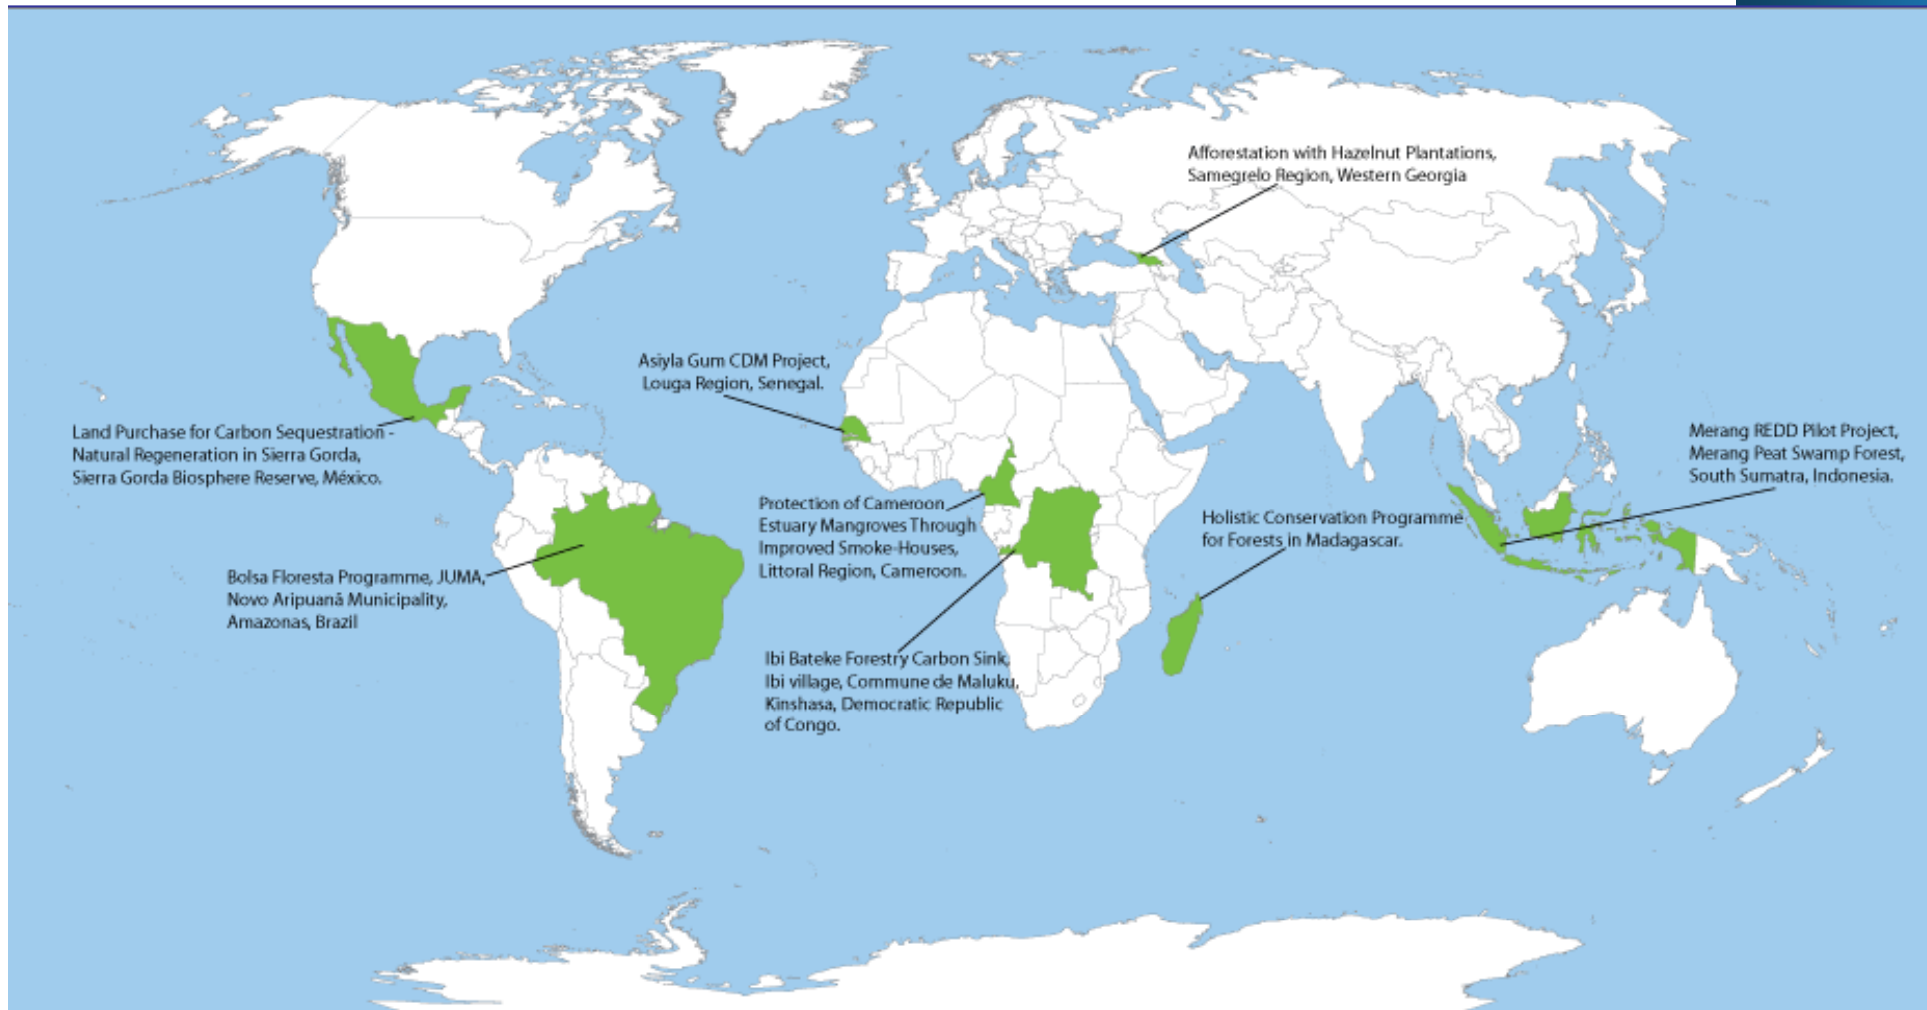 Afforestation with Hazelnut Plantations,
Samegrelo Region, Western Georgia
Asiyla Gum CDM Project,
Louga Region, Senegal.
Land Purchase for Carbon Sequestration -
Natural Regeneration in Sierra Gorda,
Sierra Gorda Biosphere Reserve, México.
Merang REDD Pilot Project,
Merang Peat Swamp Forest,
South Sumatra, Indonesia.
Protection of Cameroon
Estuary Mangroves Through
Improved Smoke-Houses,
Littoral Region, Cameroon.
Holistic Conservation Programme
for Forests in Madagascar.
Bolsa Floresta Programme, JUMA,
Novo Aripuanã Municipality,
Amazonas, Brazil
Ibi Bateke Forestry Carbon Sink,
Ibi village, Commune de Maluku,
Kinshasa, Democratic Republic
of Congo.